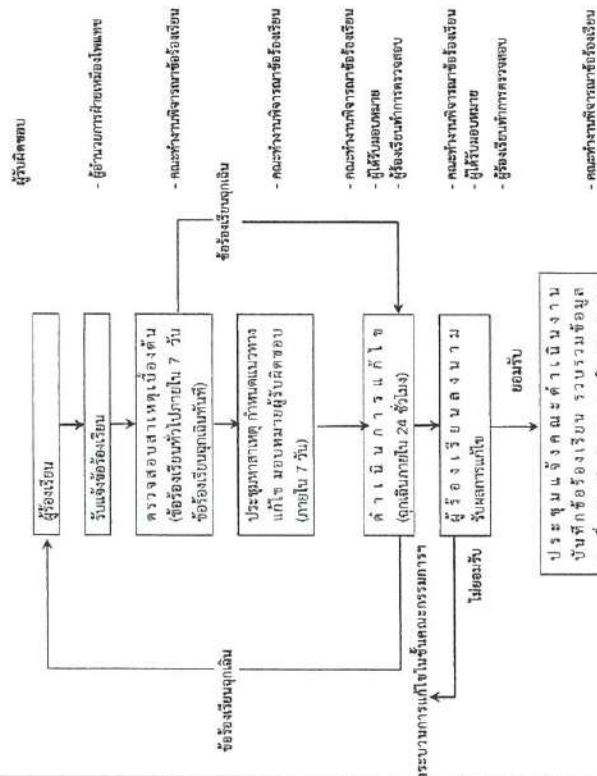 ผู้รับผิดชอบ
ผู้ร้องเรียน
รับแจ้งข้อร้องเรียน
- ผู้อำนวยการฝ่ายเหมืองโพแทช
ตรวจสอบสาเหตุเบื้องต้น
(ข้อร้องเรียนทั่วไปภายใน 7 วัน
ข้อร้องเรียนฉุกเฉินทันที)
- คณะทำงานพิจารณาข้อร้องเรียน
ประชุมหาสาเหตุ กำหนดแนวทาง
แก้ไข มอบหมายผู้รับผิดชอบ
(ภายใน 7 วัน)
- คณะทำงานพิจารณาข้อร้องเรียน
ข้อร้องเรียนฉุกเฉิน
ข้อร้องเรียนฉุกเฉิน
ดำเนินการแก้ไข
(ฉุกเฉินภายใน 24 ชั่วโมง)
- คณะทำงานพิจารณาข้อร้องเรียน
- ผู้ได้รับมอบหมาย
- ผู้ร้องเรียนทำการตรวจสอบ
ผู้ร้องเรียนลงนาม
รับผลการแก้ไข
- คณะทำงานพิจารณาข้อร้องเรียน
- ผู้ได้รับมอบหมาย
- ผู้ร้องเรียนทำการตรวจสอบ
ไม่ยอมรับ
กระบวนการแก้ไขในชั้นคณะกรรมการฯ
ยอมรับ
ประชุมแจ้งคณะดำเนินงาน
บันทึกข้อร้องเรียน รวบรวมข้อมูล
- คณะทำงานพิจารณาข้อร้องเรียน